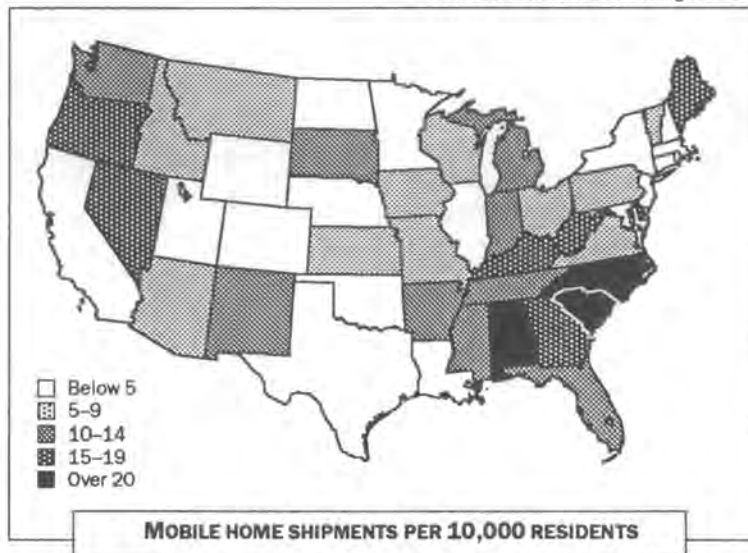 Below 5
5–9
10–14
15–19
Over 20
MOBILE HOME SHIPMENTS PER 10,000 RESIDENTS